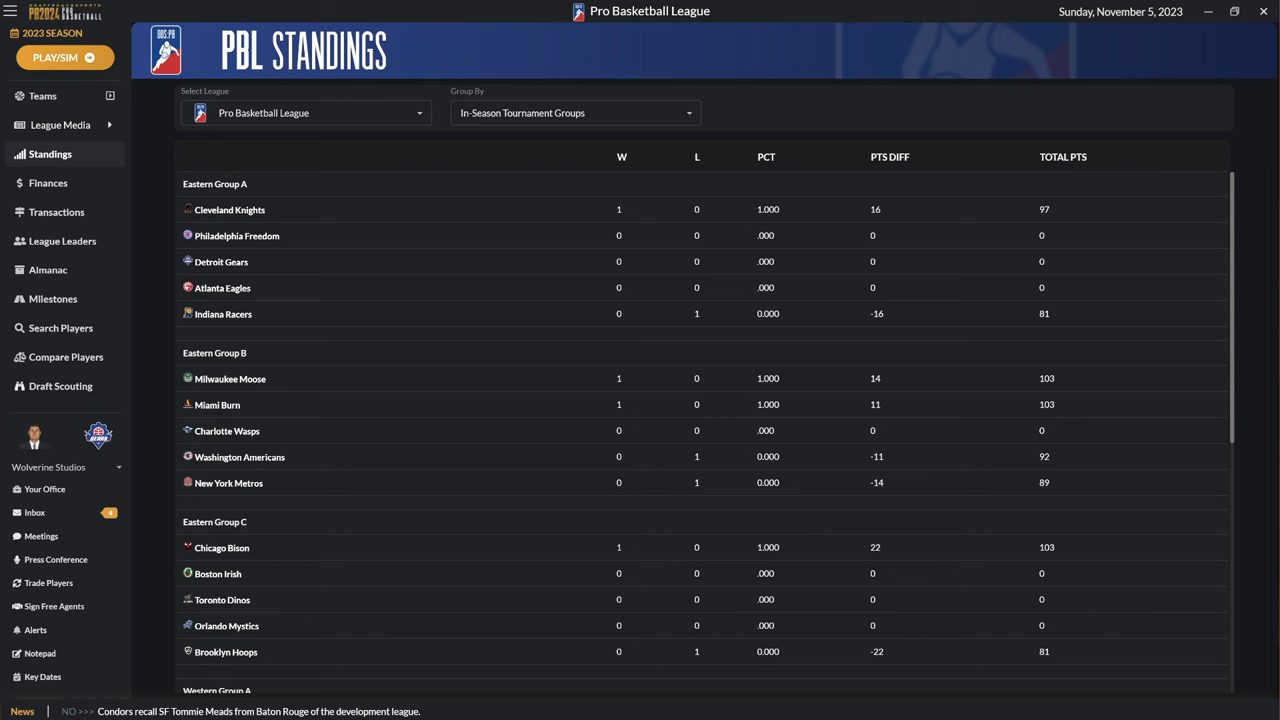 DRAFT DAY SPORTS
PB2024 PRO BASKETBALL
Pro Basketball League
Sunday, November 5, 2023
2023 SEASON
PLAY/SIM
DDS:PB
PBL STANDINGS
Select League
Group By
Pro Basketball League
In-Season Tournament Groups
Teams
League Media
Standings
Finances
Transactions
League Leaders
Almanac
Milestones
Search Players
Compare Players
Draft Scouting
GEARS
Wolverine Studios
Your Office
Inbox 4
Meetings
Press Conference
Trade Players
Sign Free Agents
Alerts
Notepad
Key Dates
W L PCT PTS DIFF TOTAL PTS
Eastern Group A
Cleveland Knights 1 0 1.000 16 97
Philadelphia Freedom 0 0 .000 0 0
Detroit Gears 0 0 .000 0 0
Atlanta Eagles 0 0 .000 0 0
Indiana Racers 0 1 0.000 -16 81
Eastern Group B
Milwaukee Moose 1 0 1.000 14 103
Miami Burn 1 0 1.000 11 103
Charlotte Wasps 0 0 .000 0 0
Washington Americans 0 1 0.000 -11 92
New York Metros 0 1 0.000 -14 89
Eastern Group C
Chicago Bison 1 0 1.000 22 103
Boston Irish 0 0 .000 0 0
Toronto Dinos 0 0 .000 0 0
Orlando Mystics 0 0 .000 0 0
Brooklyn Hoops 0 1 0.000 -22 81
Western Group A
News NO >>> Condors recall SF Tommie Meads from Baton Rouge of the development league.